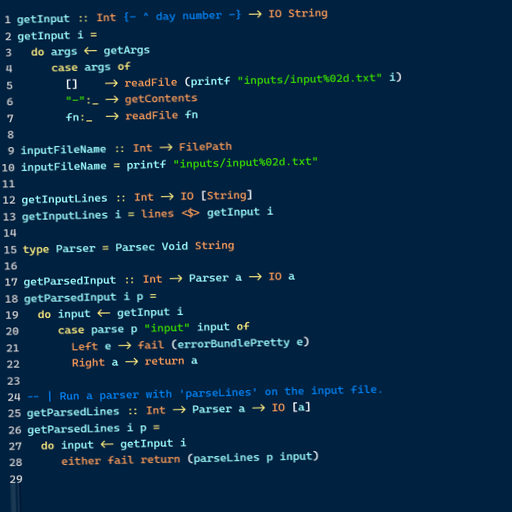 1 getInput :: Int {- ^ day number -} -> IO String
2 getInput i =
3   do args <- getArgs
4      case args of
5        []    -> readFile (printf "inputs/input%02d.txt" i)
6        "-":_ -> getContents
7        fn:_  -> readFile fn
8
9 inputFileName :: Int -> FilePath
10 inputFileName = printf "inputs/input%02d.txt"
11
12 getInputLines :: Int -> IO [String]
13 getInputLines i = lines <$> getInput i
14
15 type Parser = Parsec Void String
16
17 getParsedInput :: Int -> Parser a -> IO a
18 getParsedInput i p =
19   do input <- getInput i
20      case parse p "input" input of
21        Left e -> fail (errorBundlePretty e)
22        Right a -> return a
23
24 -- | Run a parser with 'parseLines' on the input file.
25 getParsedLines :: Int -> Parser a -> IO [a]
26 getParsedLines i p =
27   do input <- getInput i
28      either fail return (parseLines p input)
29